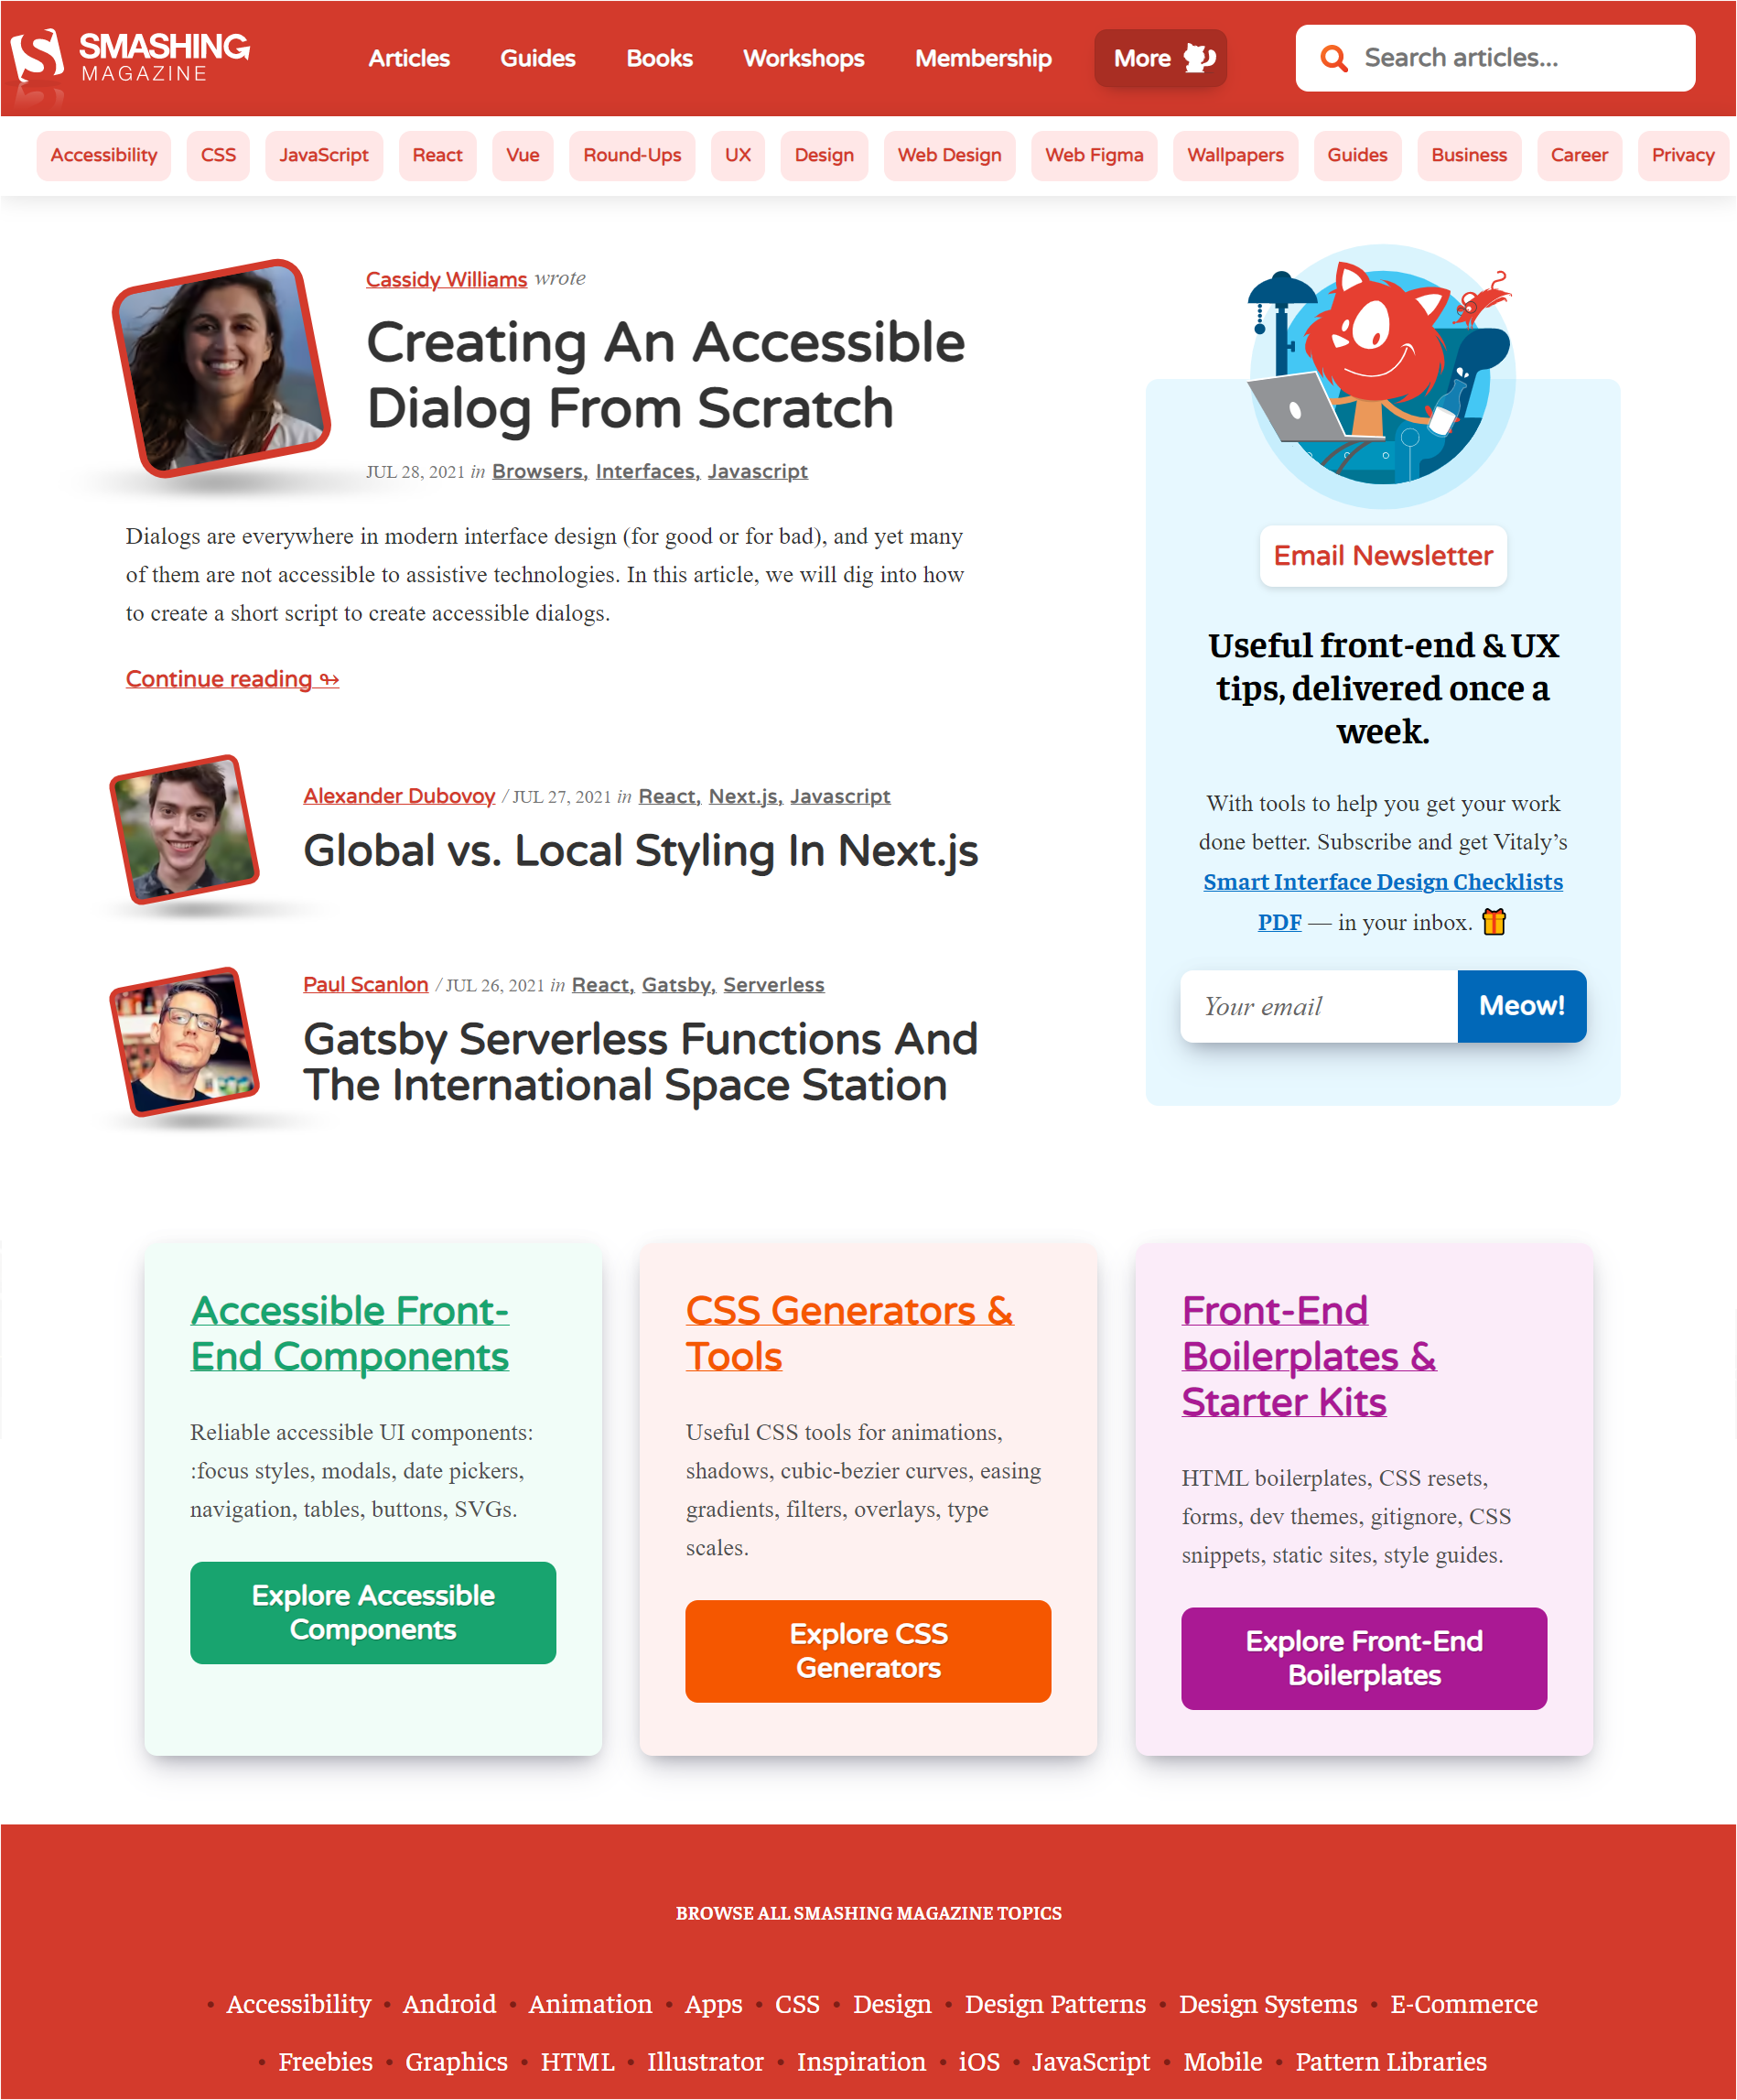 SMASHING
MAGAZINE
Articles Guides Books Workshops Membership More Search articles...
Accessibility CSS JavaScript React Vue Round-Ups UX Design Web Design Web Figma Wallpapers Guides Business Career Privacy
Cassidy Williams wrote
Creating An Accessible
Dialog From Scratch
JUL 28, 2021 in Browsers, Interfaces, Javascript
Dialogs are everywhere in modern interface design (for good or for bad), and yet many
of them are not accessible to assistive technologies. In this article, we will dig into how
to create a short script to create accessible dialogs.
Continue reading ↬
Alexander Dubovoy / JUL 27, 2021 in React, Next.js, Javascript
Global vs. Local Styling In Next.js
Paul Scanlon / JUL 26, 2021 in React, Gatsby, Serverless
Gatsby Serverless Functions And
The International Space Station
Email Newsletter
Useful front-end & UX
tips, delivered once a
week.
With tools to help you get your work
done better. Subscribe and get Vitaly’s
Smart Interface Design Checklists
PDF — in your inbox. 🎁
Your email Meow!
Accessible Front-
End Components
Reliable accessible UI components:
:focus styles, modals, date pickers,
navigation, tables, buttons, SVGs.
Explore Accessible
Components
CSS Generators &
Tools
Useful CSS tools for animations,
shadows, cubic-bezier curves, easing
gradients, filters, overlays, type
scales.
Explore CSS
Generators
Front-End
Boilerplates &
Starter Kits
HTML boilerplates, CSS resets,
forms, dev themes, gitignore, CSS
snippets, static sites, style guides.
Explore Front-End
Boilerplates
BROWSE ALL SMASHING MAGAZINE TOPICS
• Accessibility • Android • Animation • Apps • CSS • Design • Design Patterns • Design Systems • E-Commerce
• Freebies • Graphics • HTML • Illustrator • Inspiration • iOS • JavaScript • Mobile • Pattern Libraries